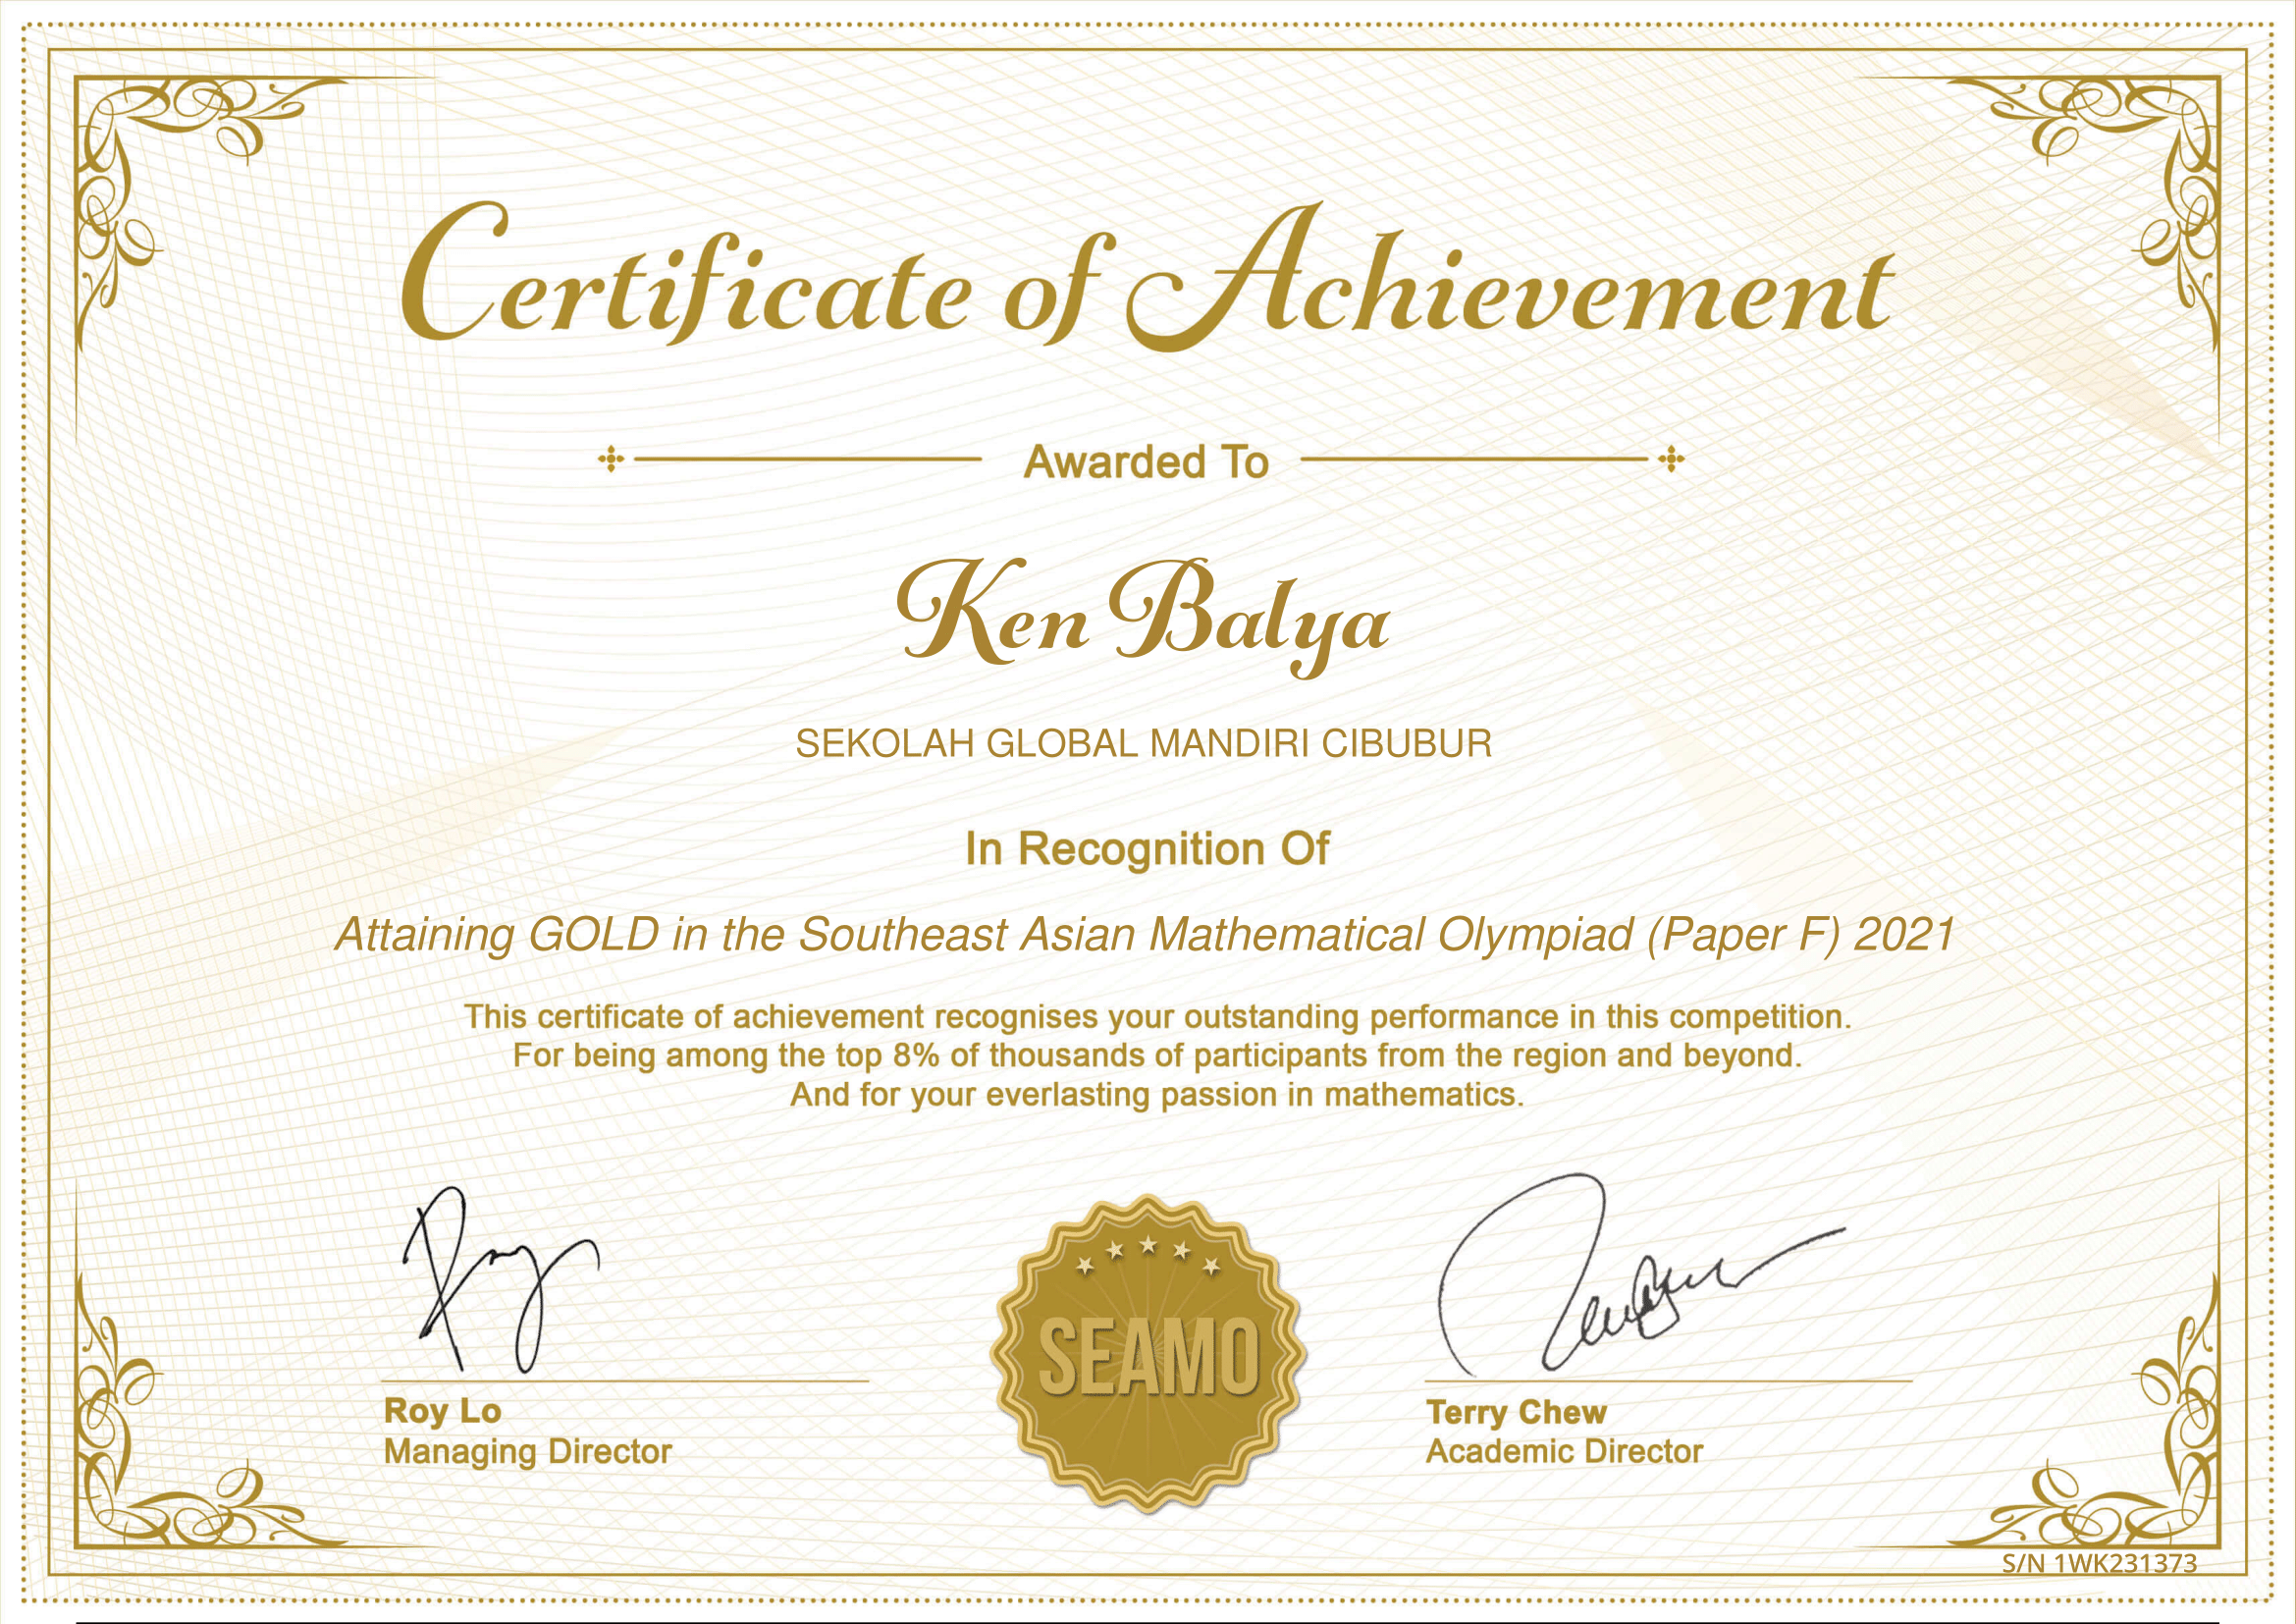 Certificate of Achievement
Awarded To
Ken Balya
SEKOLAH GLOBAL MANDIRI CIBUBUR
In Recognition Of
Attaining GOLD in the Southeast Asian Mathematical Olympiad (Paper F) 2021
This certificate of achievement recognises your outstanding performance in this competition.
For being among the top 8% of thousands of participants from the region and beyond.
And for your everlasting passion in mathematics.
SEAMO
Roy Lo
Managing Director
Terry Chew
Academic Director
S/N 1WK231373